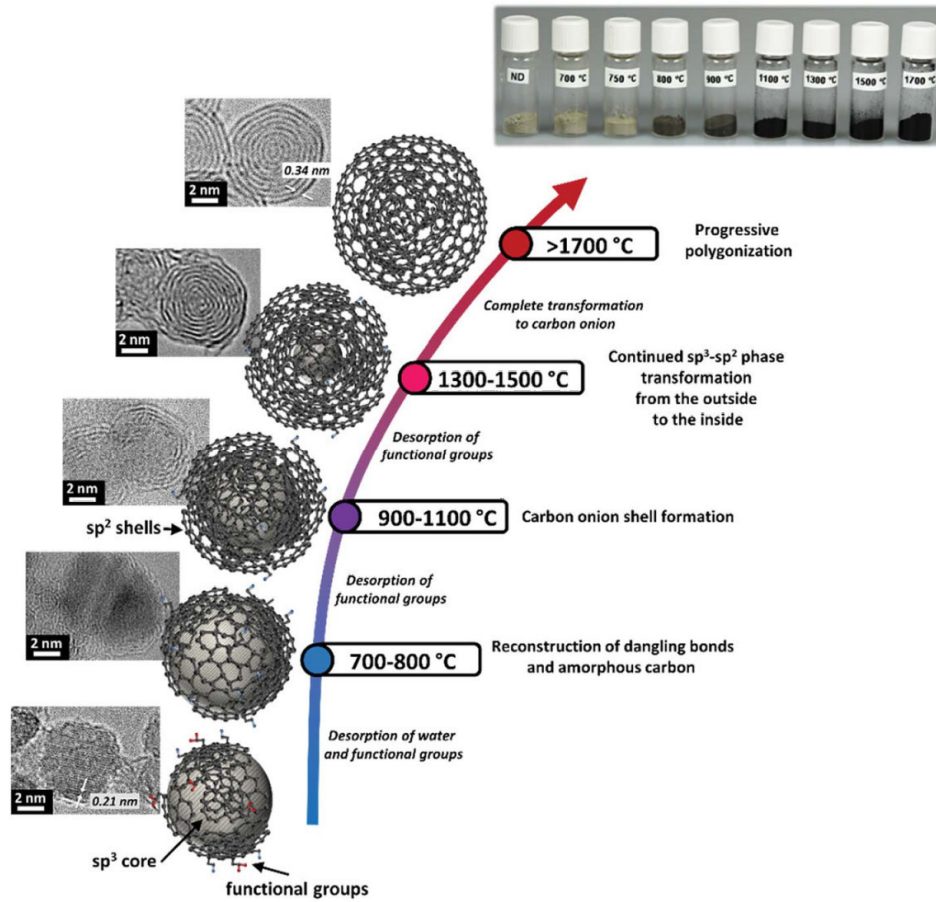 ND
700 °C
750 °C
800 °C
900 °C
1100°C
1300°C
1500 °C
1700°C
0.34 nm
2 nm
>1700 °C
Progressive
polygonization
Complete transformation
to carbon onion
2 nm
1300-1500 °C
Continued sp³-sp² phase
transformation
from the outside
to the inside
Desorption of
functional groups
2 nm
sp² shells
900-1100 °C
Carbon onion shell formation
Desorption of
functional groups
2 nm
700-800 °C
Reconstruction of dangling bonds
and amorphous carbon
Desorption of water
and functional groups
2 nm
0.21 nm
sp³ core
functional groups